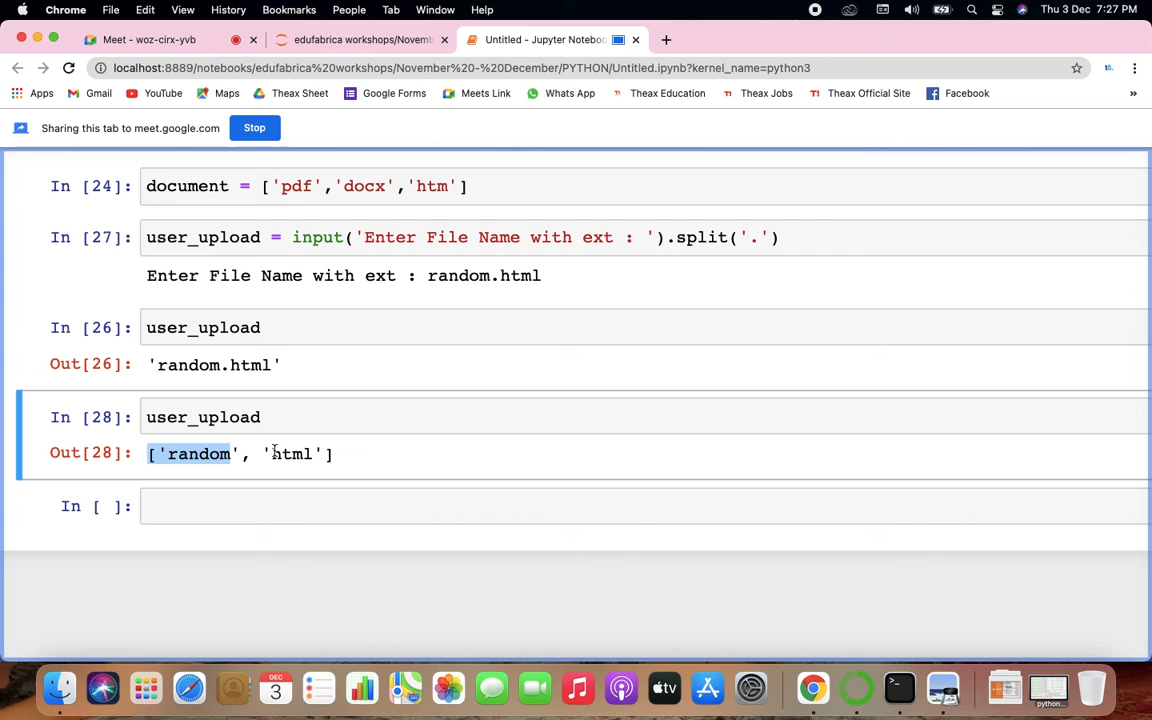 Chrome File Edit View History Bookmarks People Tab Window Help Thu 3 Dec 7:27 PM
Meet - woz-cirx-yvb edufabrica workshops/Novem Untitled - Jupyter Noteboo
localhost:8889/notebooks/edufabrica%20workshops/November%20-%20December/PYTHON/Untitled.ipynb?kernel_name=python3
Apps Gmail YouTube Maps Theax Sheet Google Forms Meets Link Whats App Theax Education Theax Jobs Theax Official Site Facebook »
Sharing this tab to meet.google.com Stop
In [24]: document = ['pdf','docx','htm']
In [27]: user_upload = input('Enter File Name with ext : ').split('.')
Enter File Name with ext : random.html
In [26]: user_upload
Out[26]: 'random.html'
In [28]: user_upload
Out[28]: ['random', 'html']
In [ ]:
DEC
3
tv
python...